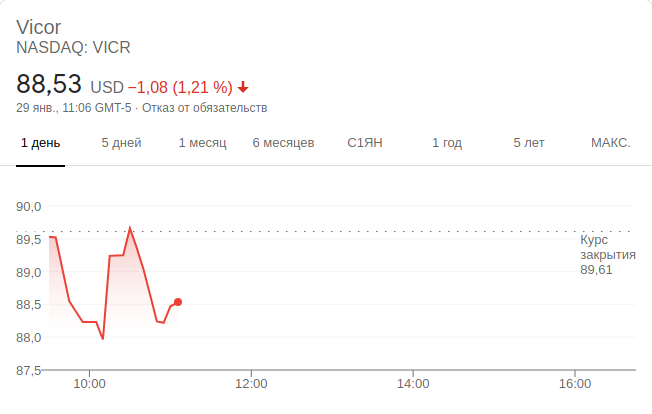 Vicor
NASDAQ: VICR
88,53 USD −1,08 (1,21 %)
29 янв., 11:06 GMT-5 · Отказ от обязательств
1 день 5 дней 1 месяц 6 месяцев С1ЯН 1 год 5 лет МАКС.
90,0
89,5
89,0
88,5
88,0
87,5
Курс
закрытия
89,61
10:00 12:00 14:00 16:00